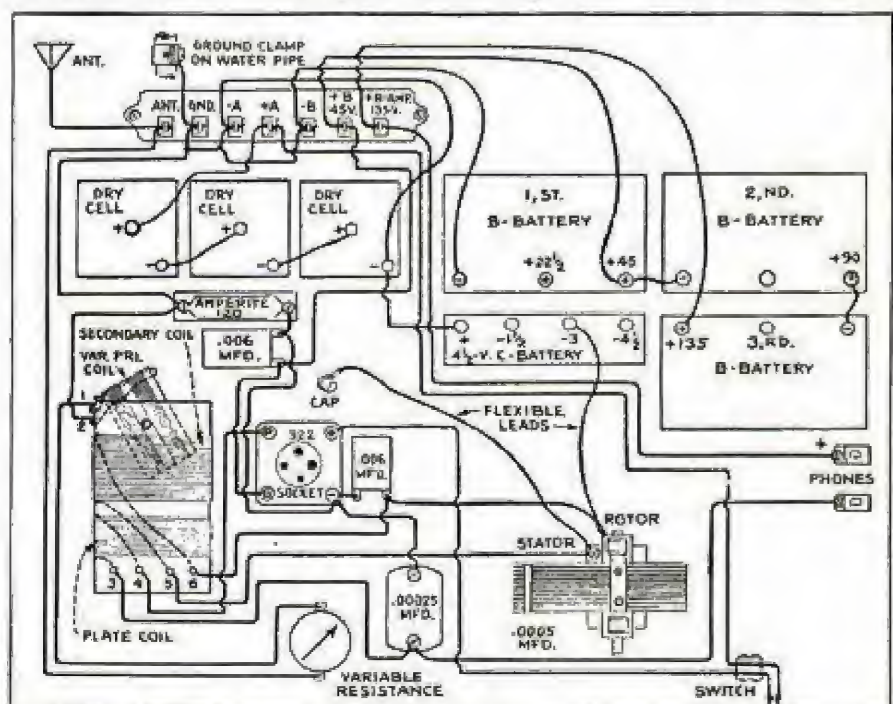 ANT.
GROUND CLAMP
ON WATER PIPE
ANT.
GND.
-A
+A
-B
+B
45V.
+B-AMP.
135V.
DRY
CELL
+
-
DRY
CELL
+
-
DRY
CELL
+
-
1, ST.
B-BATTERY
-
+22½
+45
2, ND.
B-BATTERY
-
+90
AMPERITE
120
+
-1½
-3
-4½
4½-V. C-BATTERY
+135
3, RD.
B-BATTERY
-
SECONDARY COIL
VAR. PRI.
COIL
.006
MFD.
1
2
CAP
FLEXIBLE
LEADS
322
SOCKET
.006
MFD.
+
PHONES
ROTOR
STATOR
3
4
5
6
PLATE COIL
.00025
MFD.
.0005
MFD.
VARIABLE
RESISTANCE
SWITCH